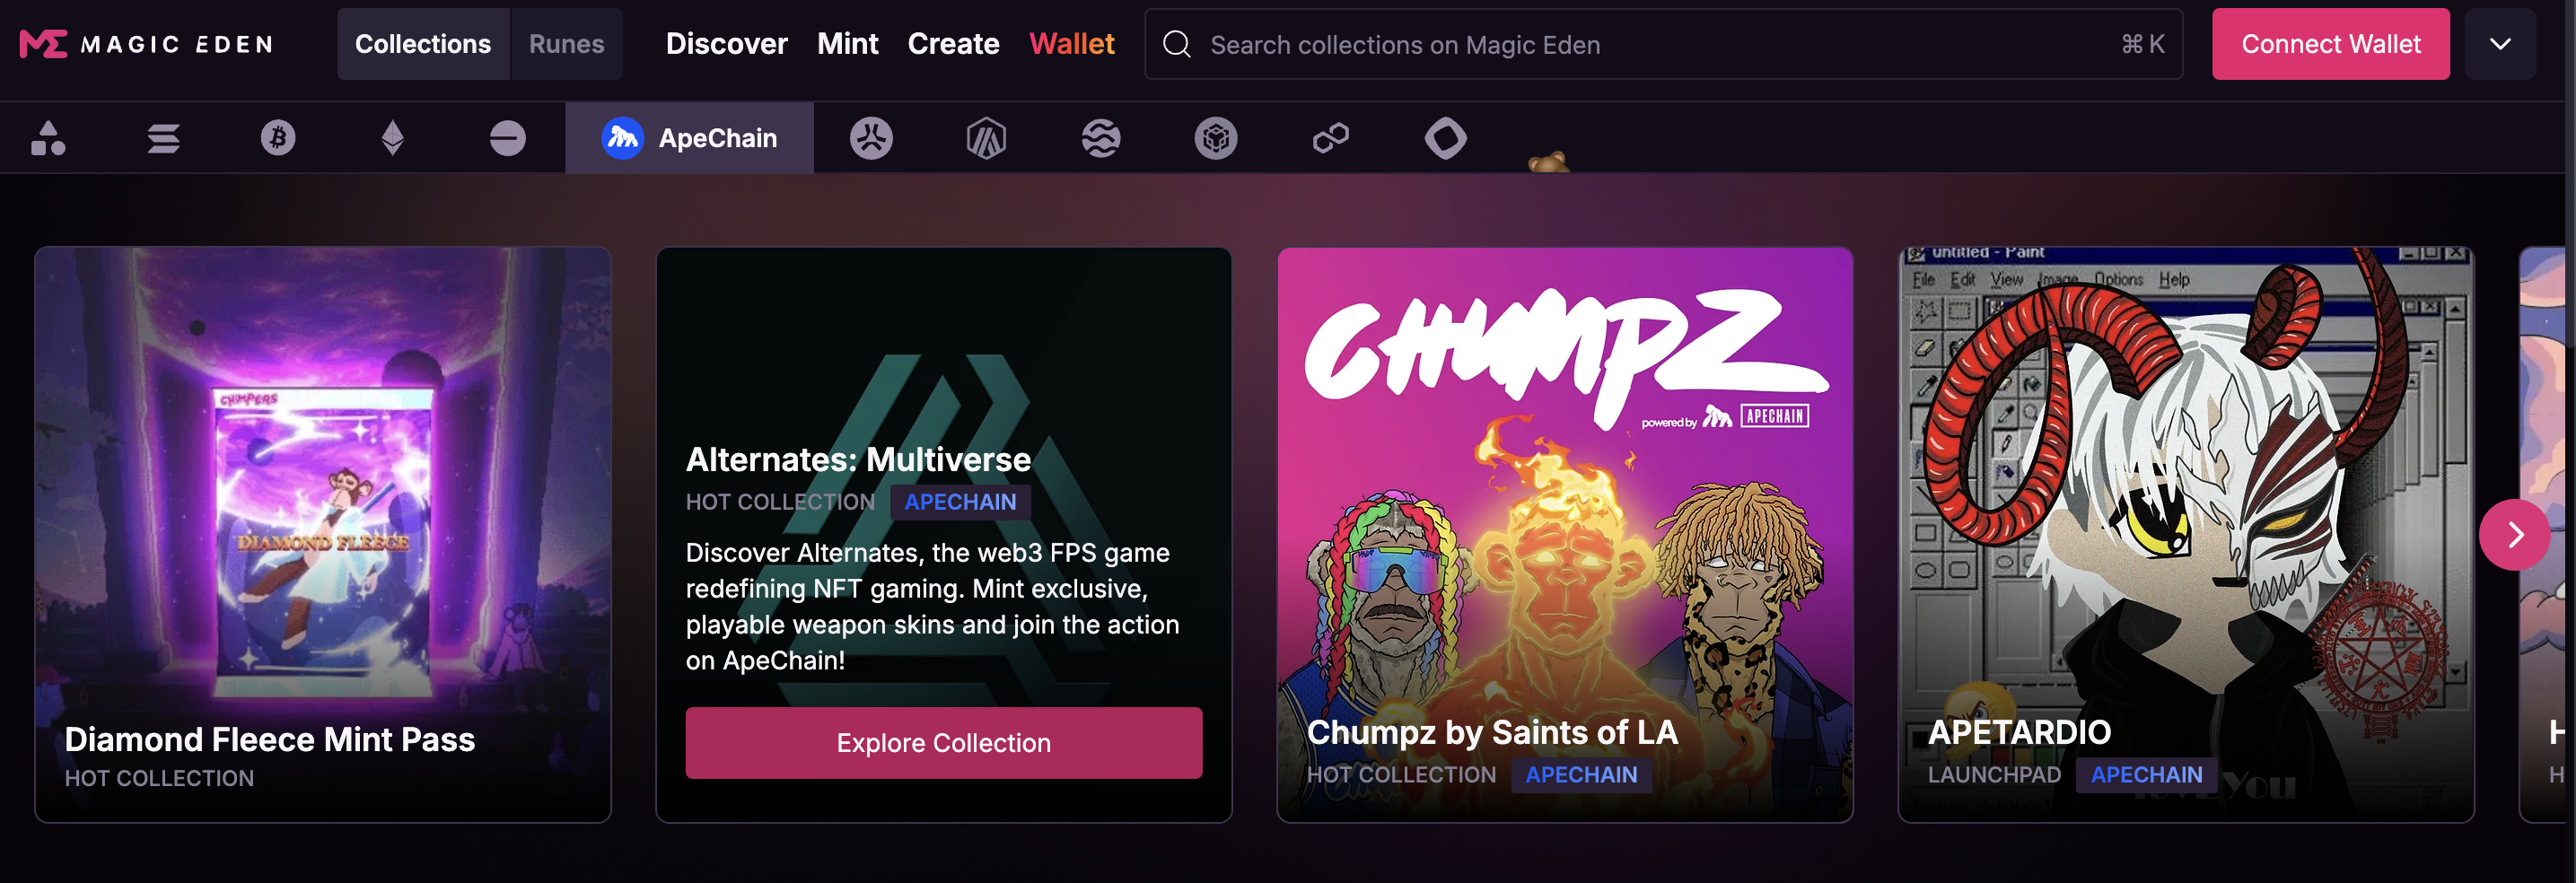 MAGIC EDEN
Collections
Runes
Discover
Mint
Create
Wallet
Search collections on Magic Eden
⌘ K
Connect Wallet
ApeChain
CHIMPERS
DIAMOND FLEECE
Diamond Fleece Mint Pass
HOT COLLECTION
Alternates: Multiverse
HOT COLLECTION APECHAIN
Discover Alternates, the web3 FPS game
redefining NFT gaming. Mint exclusive,
playable weapon skins and join the action
on ApeChain!
Explore Collection
CHUMPZ
powered by APECHAIN
Chumpz by Saints of LA
HOT COLLECTION APECHAIN
untitled - Paint
File Edit View Image Options Help
APETARDIO
LAUNCHPAD APECHAIN
You
H
H